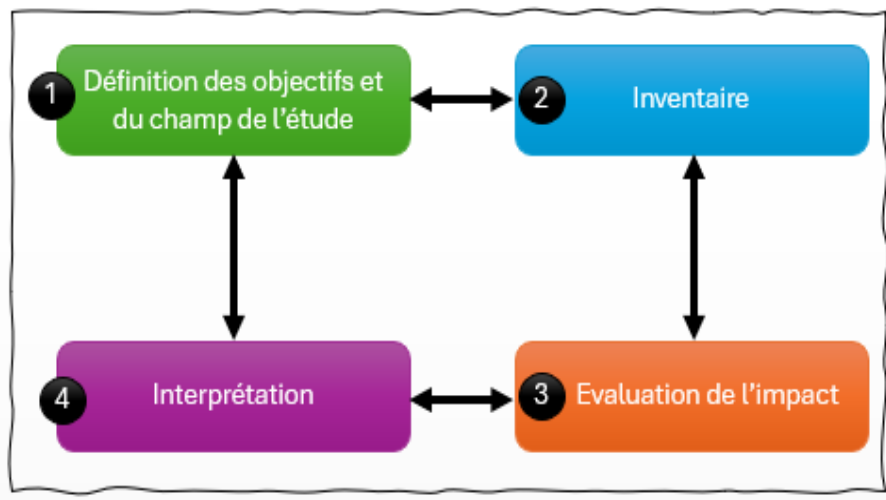 1
Définition des objectifs et
du champ de l'étude
2
Inventaire
4
Interprétation
3
Evaluation de l'impact